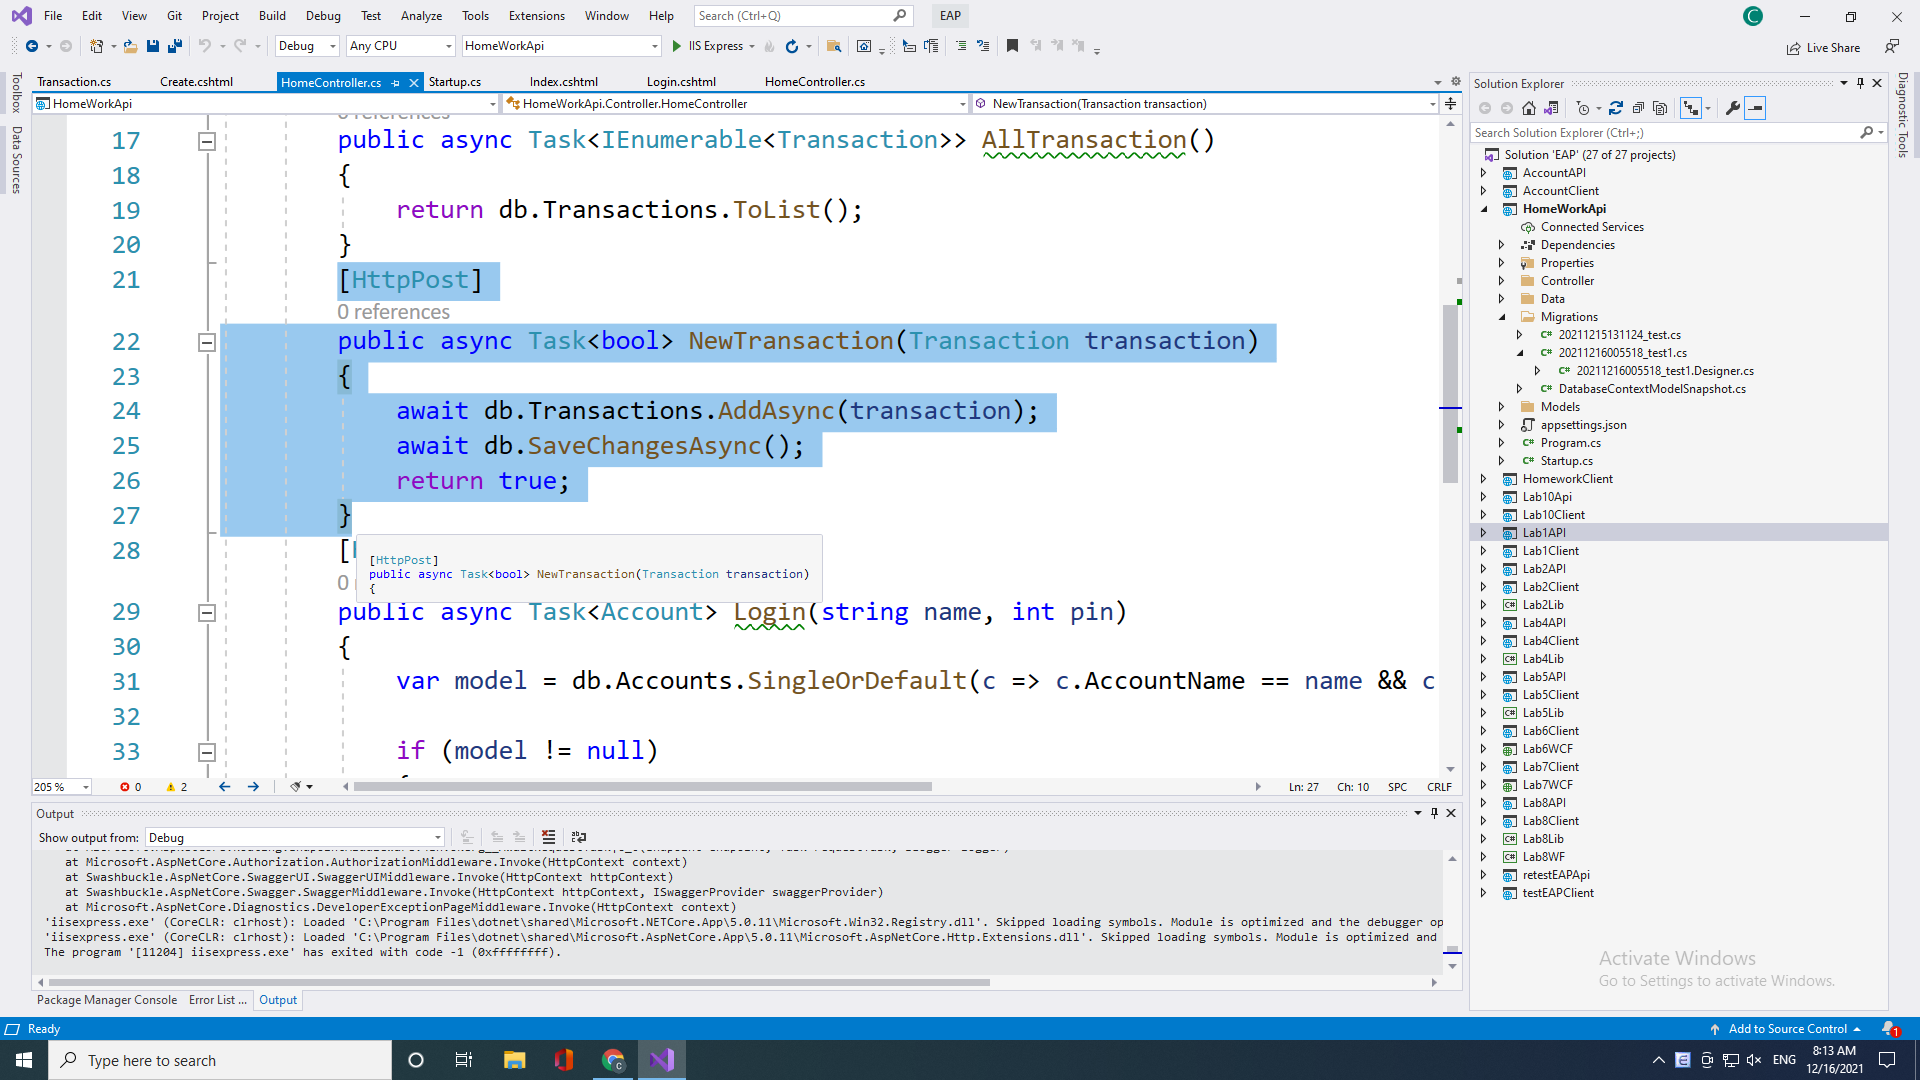 File Edit View Git Project Build Debug Test Analyze Tools Extensions Window Help Search (Ctrl+Q) EAP
Debug Any CPU HomeWorkApi IIS Express Live Share
Toolbox
Data Sources
Transaction.cs Create.cshtml HomeController.cs Startup.cs Index.cshtml Login.cshtml HomeController.cs
HomeWorkApi HomeWorkApi.Controller.HomeController NewTransaction(Transaction transaction)
0 references
17 public async Task<IEnumerable<Transaction>> AllTransaction()
18 {
19 return db.Transactions.ToList();
20 }
21 [HttpPost]
0 references
22 public async Task<bool> NewTransaction(Transaction transaction)
23 {
24 await db.Transactions.AddAsync(transaction);
25 await db.SaveChangesAsync();
26 return true;
27 }
28 [
[HttpPost]
public async Task<bool> NewTransaction(Transaction transaction)
{
0
29 public async Task<Account> Login(string name, int pin)
30 {
31 var model = db.Accounts.SingleOrDefault(c => c.AccountName == name && c
32
33 if (model != null)
205 % 0 2 Ln: 27 Ch: 10 SPC CRLF
Output
Show output from: Debug
at Microsoft.AspNetCore.Authorization.AuthorizationMiddleware.Invoke(HttpContext context)
at Swashbuckle.AspNetCore.SwaggerUI.SwaggerUIMiddleware.Invoke(HttpContext httpContext)
at Swashbuckle.AspNetCore.Swagger.SwaggerMiddleware.Invoke(HttpContext httpContext, ISwaggerProvider swaggerProvider)
at Microsoft.AspNetCore.Diagnostics.DeveloperExceptionPageMiddleware.Invoke(HttpContext context)
'iisexpress.exe' (CoreCLR: clrhost): Loaded 'C:\Program Files\dotnet\shared\Microsoft.NETCore.App\5.0.11\Microsoft.Win32.Registry.dll'. Skipped loading symbols. Module is optimized and the debugger op
'iisexpress.exe' (CoreCLR: clrhost): Loaded 'C:\Program Files\dotnet\shared\Microsoft.AspNetCore.App\5.0.11\Microsoft.AspNetCore.Http.Extensions.dll'. Skipped loading symbols. Module is optimized and
The program '[11204] iisexpress.exe' has exited with code -1 (0xffffffff).
Package Manager Console Error List ... Output
Solution Explorer
Search Solution Explorer (Ctrl+;)
Solution 'EAP' (27 of 27 projects)
AccountAPI
AccountClient
HomeWorkApi
Connected Services
Dependencies
Properties
Controller
Data
Migrations
20211215131124_test.cs
20211216005518_test1.cs
20211216005518_test1.Designer.cs
DatabaseContextModelSnapshot.cs
Models
appsettings.json
Program.cs
Startup.cs
HomeworkClient
Lab10Api
Lab10Client
Lab1API
Lab1Client
Lab2API
Lab2Client
Lab2Lib
Lab4API
Lab4Client
Lab4Lib
Lab5API
Lab5Client
Lab5Lib
Lab6Client
Lab6WCF
Lab7Client
Lab7WCF
Lab8API
Lab8Client
Lab8Lib
Lab8WF
retestEAPApi
testEAPClient
Diagnostic Tools
Activate Windows
Go to Settings to activate Windows.
Ready Add to Source Control 1
Type here to search ENG 8:13 AM
12/16/2021